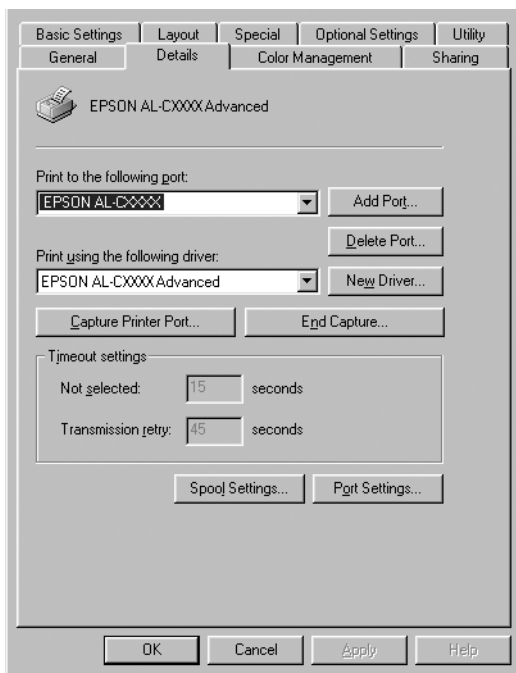 Basic Settings Layout Special Optional Settings Utility
General Details Color Management Sharing
EPSON AL-CXXXX Advanced
Print to the following port:
EPSON AL-CXXXX Add Port...
Delete Port...
Print using the following driver:
EPSON AL-CXXXX Advanced New Driver...
Capture Printer Port... End Capture...
Timeout settings
Not selected: 15 seconds
Transmission retry: 45 seconds
Spool Settings... Port Settings...
OK Cancel Apply Help